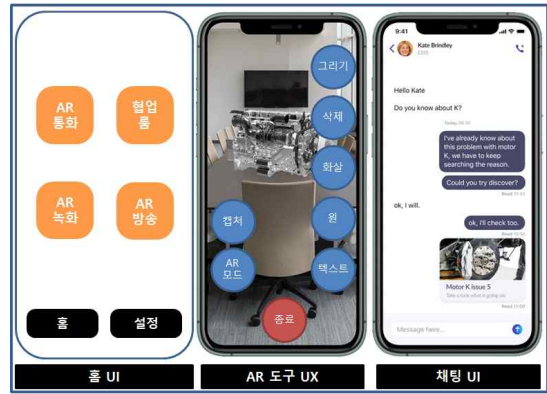 AR
통화
협업
룸
AR
녹화
AR
방송
홈
설정
홈 UI
그리기
삭제
화살
캡처
원
AR
모드
텍스트
종료
AR 도구 UX
9:41
Kate Brindley
CEO
Hello Kate
Do you know about K?
I've already know about
this problem with motor
K, we have to keep
searching the reason.
Could you try discover?
ok, I will.
ok, I'll check too.
Motor K issue 5
Message here...
채팅 UI